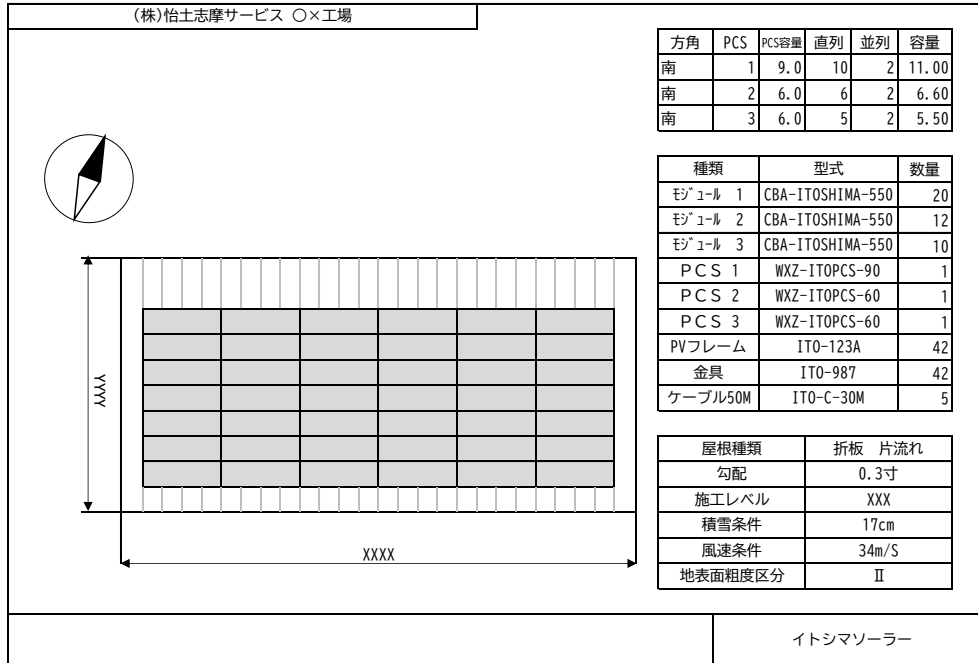 (株)怡土志摩サービス 〇×工場
方角 PCS PCS容量 直列 並列 容量
南 1 9.0 10 2 11.00
南 2 6.0 6 2 6.60
南 3 6.0 5 2 5.50
種類 型式 数量
ﾓｼﾞｭｰﾙ 1 CBA-ITOSHIMA-550 20
ﾓｼﾞｭｰﾙ 2 CBA-ITOSHIMA-550 12
ﾓｼﾞｭｰﾙ 3 CBA-ITOSHIMA-550 10
ＰＣＳ 1 WXZ-ITOPCS-90 1
ＰＣＳ 2 WXZ-ITOPCS-60 1
ＰＣＳ 3 WXZ-ITOPCS-60 1
PVフレーム ITO-123A 42
金具 ITO-987 42
ケーブル50M ITO-C-30M 5
YYYY
XXXX
屋根種類 折板 片流れ
勾配 0.3寸
施工レベル XXX
積雪条件 17cm
風速条件 34m/S
地表面粗度区分 Ⅱ
イトシマソーラー